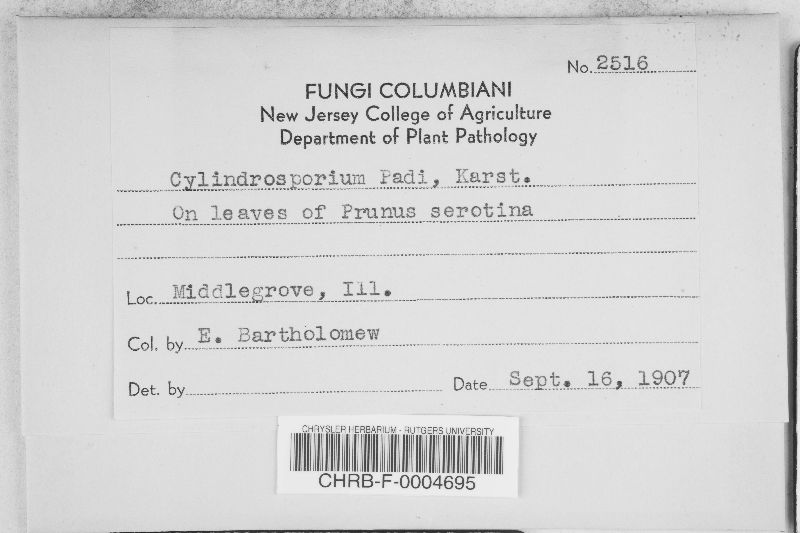 No. 2516
FUNGI COLUMBIANI
New Jersey College of Agriculture
Department of Plant Pathology
Cylindrosporium Padi, Karst.
On leaves of Prunus serotina
Loc. Middlegrove, Ill.
Col. by E. Bartholomew
Det. by
Date Sept. 16, 1907
CHRYSLER HERBARIUM - RUTGERS UNIVERSITY
CHRB-F-0004695